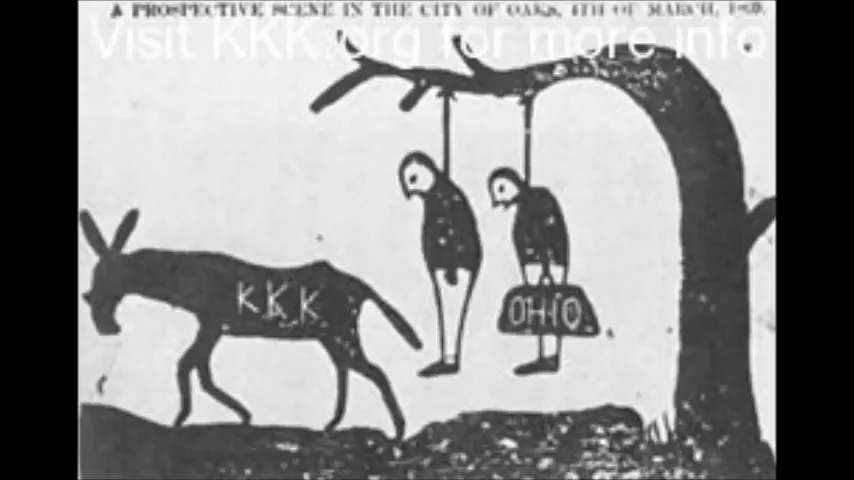 A PROSPECTIVE SCENE IN THE CITY OF OAKS, 4TH OF MARCH, 1869.
Visit KKK.org for more info
KKK
OHIO